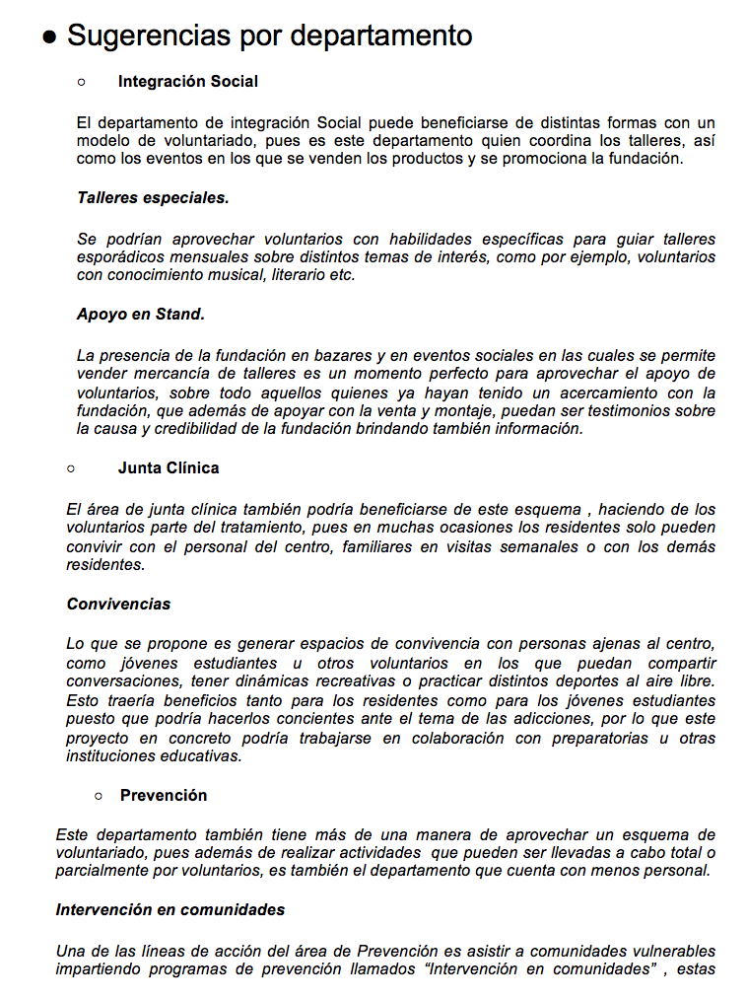 ● Sugerencias por departamento
○ Integración Social
El departamento de integración Social puede beneficiarse de distintas formas con un
modelo de voluntariado, pues es este departamento quien coordina los talleres, así
como los eventos en los que se venden los productos y se promociona la fundación.
Talleres especiales.
Se podrían aprovechar voluntarios con habilidades específicas para guiar talleres
esporádicos mensuales sobre distintos temas de interés, como por ejemplo, voluntarios
con conocimiento musical, literario etc.
Apoyo en Stand.
La presencia de la fundación en bazares y en eventos sociales en las cuales se permite
vender mercancía de talleres es un momento perfecto para aprovechar el apoyo de
voluntarios, sobre todo aquellos quienes ya hayan tenido un acercamiento con la
fundación, que además de apoyar con la venta y montaje, puedan ser testimonios sobre
la causa y credibilidad de la fundación brindando también información.
○ Junta Clínica
El área de junta clínica también podría beneficiarse de este esquema , haciendo de los
voluntarios parte del tratamiento, pues en muchas ocasiones los residentes solo pueden
convivir con el personal del centro, familiares en visitas semanales o con los demás
residentes.
Convivencias
Lo que se propone es generar espacios de convivencia con personas ajenas al centro,
como jóvenes estudiantes u otros voluntarios en los que puedan compartir
conversaciones, tener dinámicas recreativas o practicar distintos deportes al aire libre.
Esto traería beneficios tanto para los residentes como para los jóvenes estudiantes
puesto que podría hacerlos concientes ante el tema de las adicciones, por lo que este
proyecto en concreto podría trabajarse en colaboración con preparatorias u otras
instituciones educativas.
○ Prevención
Este departamento también tiene más de una manera de aprovechar un esquema de
voluntariado, pues además de realizar actividades que pueden ser llevadas a cabo total o
parcialmente por voluntarios, es también el departamento que cuenta con menos personal.
Intervención en comunidades
Una de las líneas de acción del área de Prevención es asistir a comunidades vulnerables
impartiendo programas de prevención llamados “Intervención en comunidades” , estas